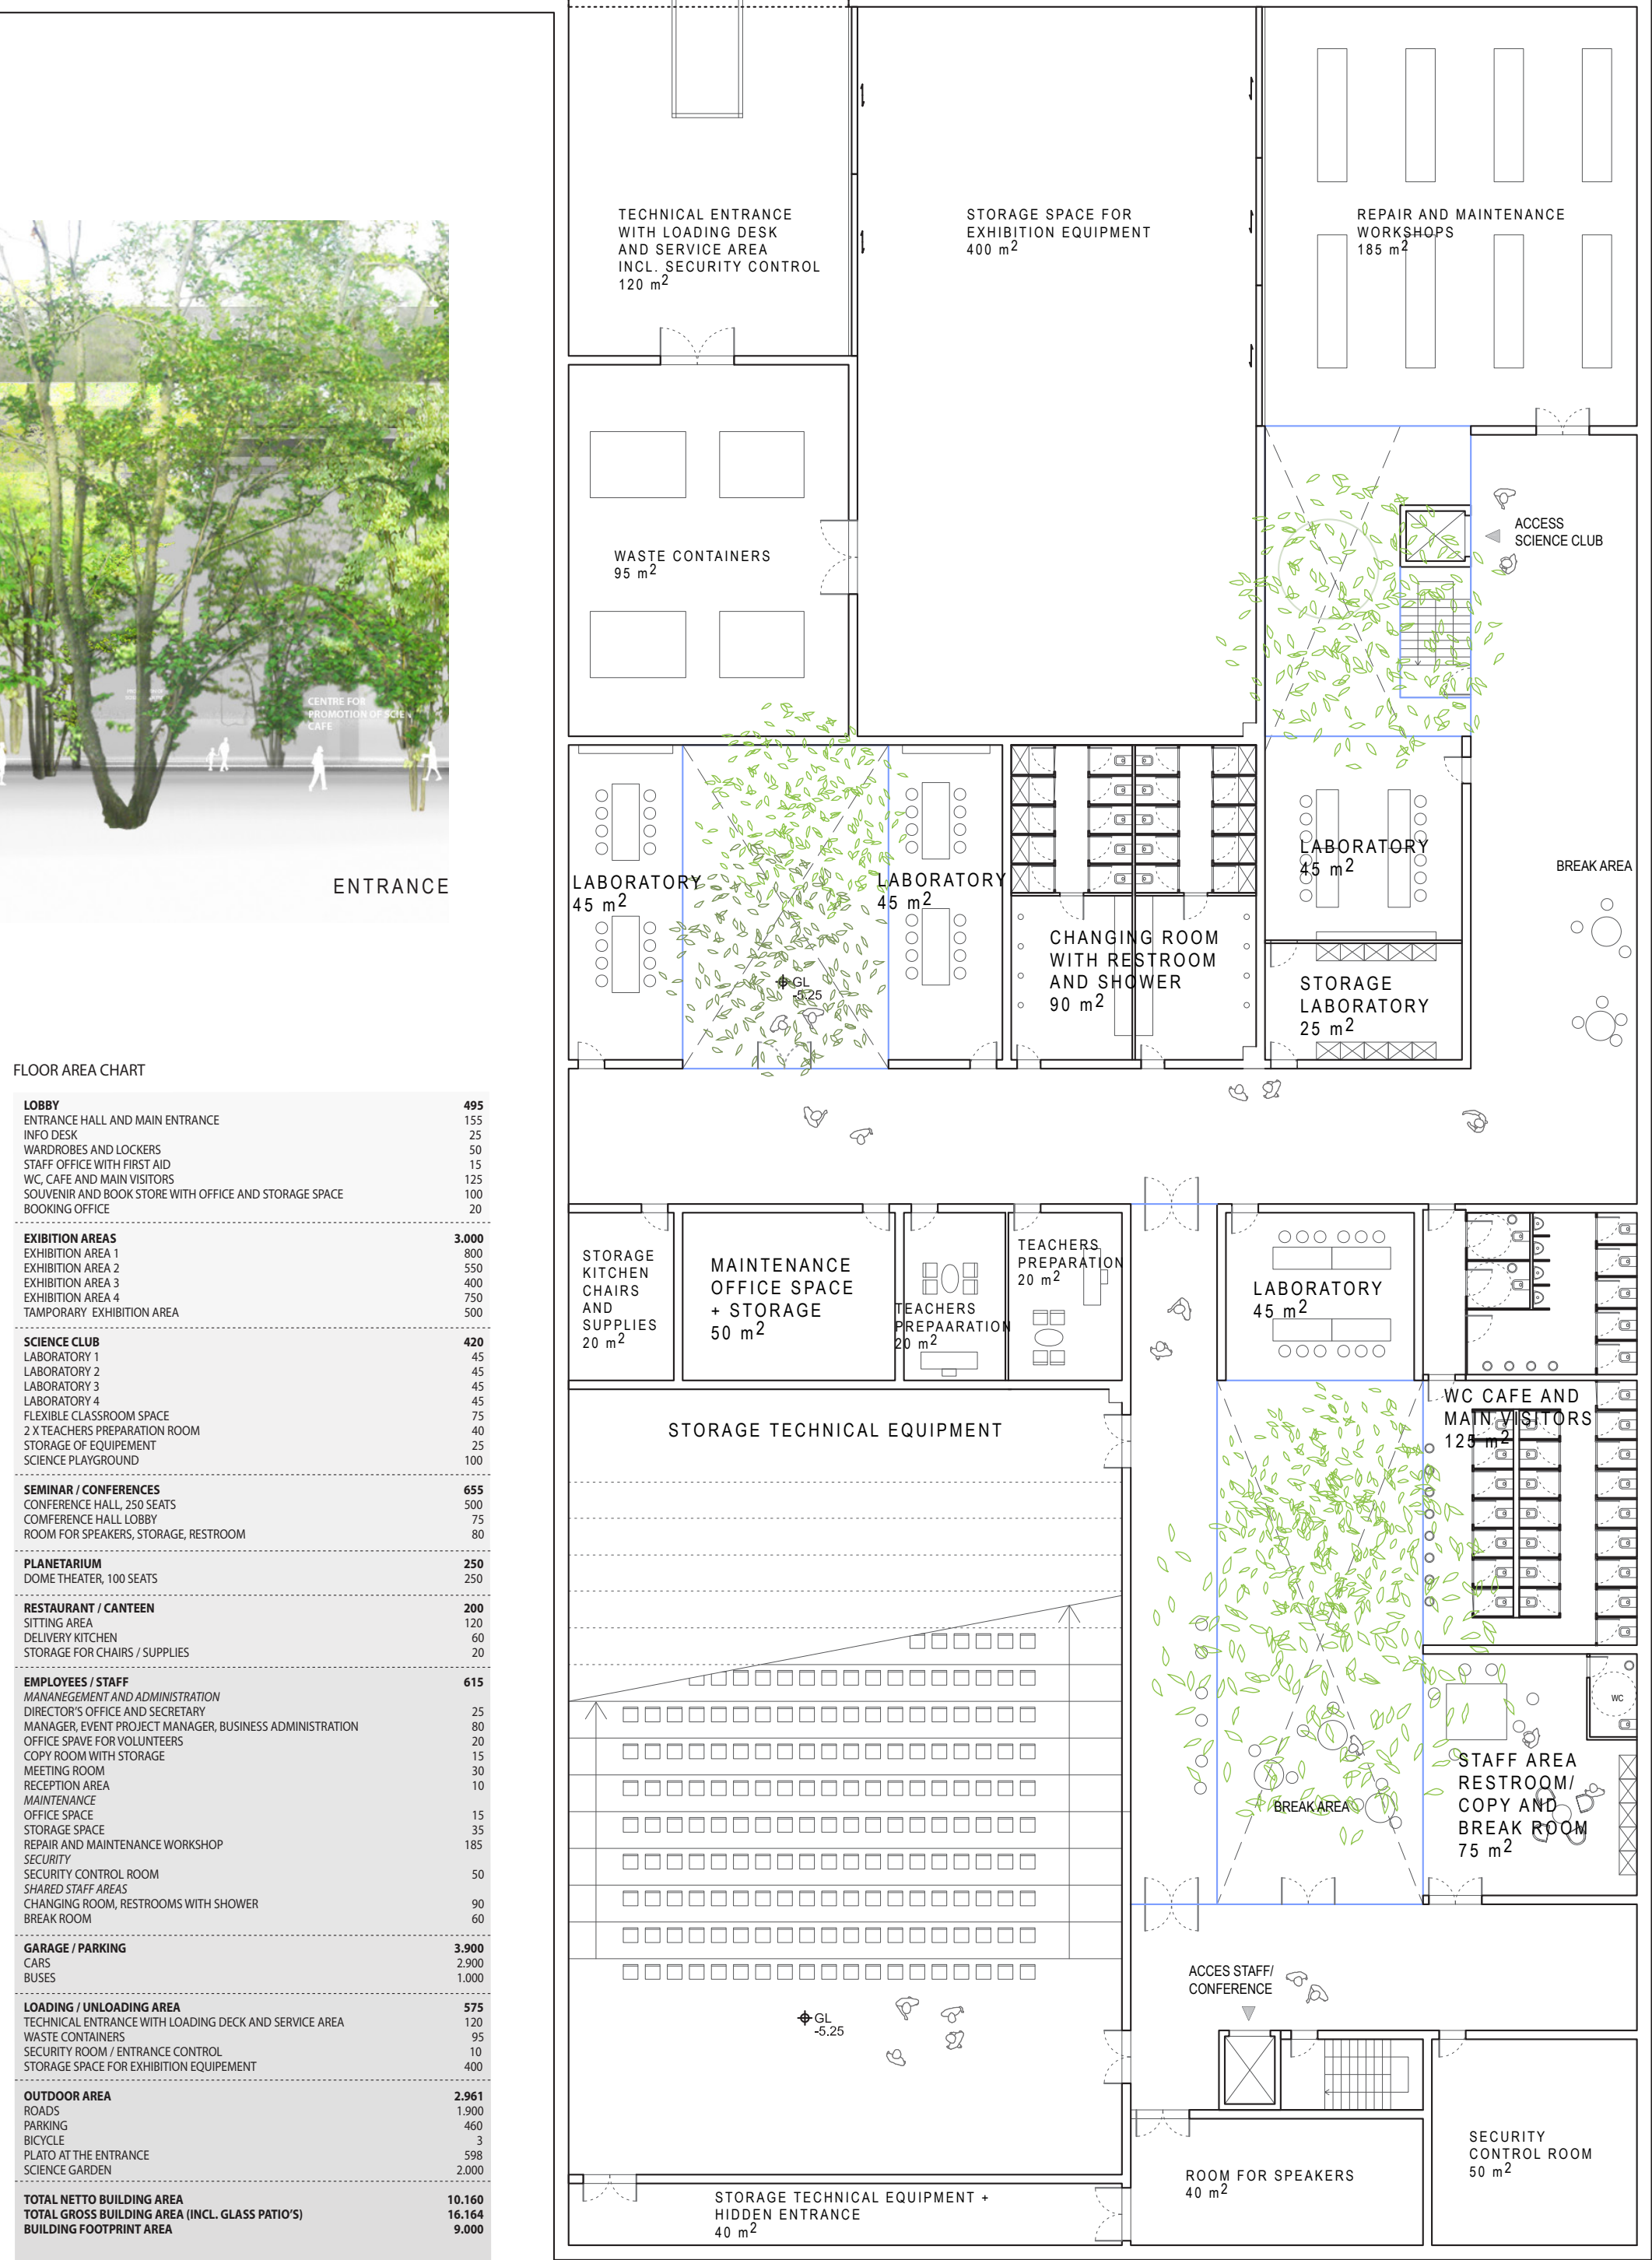 CENTRE FOR
PROMOTION OF SCIEN
CAFE
ENTRANCE
FLOOR AREA CHART
LOBBY 495
ENTRANCE HALL AND MAIN ENTRANCE 155
INFO DESK 25
WARDROBES AND LOCKERS 50
STAFF OFFICE WITH FIRST AID 15
WC, CAFE AND MAIN VISITORS 125
SOUVENIR AND BOOK STORE WITH OFFICE AND STORAGE SPACE 100
BOOKING OFFICE 20
EXIBITION AREAS 3.000
EXHIBITION AREA 1 800
EXHIBITION AREA 2 550
EXHIBITION AREA 3 400
EXHIBITION AREA 4 750
TAMPORARY EXHIBITION AREA 500
SCIENCE CLUB 420
LABORATORY 1 45
LABORATORY 2 45
LABORATORY 3 45
LABORATORY 4 45
FLEXIBLE CLASSROOM SPACE 75
2 X TEACHERS PREPARATION ROOM 40
STORAGE OF EQUIPEMENT 25
SCIENCE PLAYGROUND 100
SEMINAR / CONFERENCES 655
CONFERENCE HALL, 250 SEATS 500
COMFERENCE HALL LOBBY 75
ROOM FOR SPEAKERS, STORAGE, RESTROOM 80
PLANETARIUM 250
DOME THEATER, 100 SEATS 250
RESTAURANT / CANTEEN 200
SITTING AREA 120
DELIVERY KITCHEN 60
STORAGE FOR CHAIRS / SUPPLIES 20
EMPLOYEES / STAFF 615
MANANEGEMENT AND ADMINISTRATION
DIRECTOR'S OFFICE AND SECRETARY 25
MANAGER, EVENT PROJECT MANAGER, BUSINESS ADMINISTRATION 80
OFFICE SPAVE FOR VOLUNTEERS 20
COPY ROOM WITH STORAGE 15
MEETING ROOM 30
RECEPTION AREA 10
MAINTENANCE
OFFICE SPACE 15
STORAGE SPACE 35
REPAIR AND MAINTENANCE WORKSHOP 185
SECURITY
SECURITY CONTROL ROOM 50
SHARED STAFF AREAS
CHANGING ROOM, RESTROOMS WITH SHOWER 90
BREAK ROOM 60
GARAGE / PARKING 3.900
CARS 2.900
BUSES 1.000
LOADING / UNLOADING AREA 575
TECHNICAL ENTRANCE WITH LOADING DECK AND SERVICE AREA 120
WASTE CONTAINERS 95
SECURITY ROOM / ENTRANCE CONTROL 10
STORAGE SPACE FOR EXHIBITION EQUIPEMENT 400
OUTDOOR AREA 2.961
ROADS 1.900
PARKING 460
BICYCLE 3
PLATO AT THE ENTRANCE 598
SCIENCE GARDEN 2.000
TOTAL NETTO BUILDING AREA 10.160
TOTAL GROSS BUILDING AREA (INCL. GLASS PATIO'S) 16.164
BUILDING FOOTPRINT AREA 9.000
TECHNICAL ENTRANCE
WITH LOADING DESK
AND SERVICE AREA
INCL. SECURITY CONTROL
120 m2
STORAGE SPACE FOR
EXHIBITION EQUIPMENT
400 m2
REPAIR AND MAINTENANCE
WORKSHOPS
185 m2
WASTE CONTAINERS
95 m2
ACCESS
SCIENCE CLUB
LABORATORY
45 m2
LABORATORY
45 m2
GL
-5.25
CHANGING ROOM
WITH RESTROOM
AND SHOWER
90 m2
LABORATORY
45 m2
STORAGE
LABORATORY
25 m2
BREAK AREA
STORAGE
KITCHEN
CHAIRS
AND
SUPPLIES
20 m2
MAINTENANCE
OFFICE SPACE
+ STORAGE
50 m2
TEACHERS
PREPAARATION
20 m2
TEACHERS
PREPARATION
20 m2
LABORATORY
45 m2
WC CAFE AND
MAIN VISITORS
125 m2
STORAGE TECHNICAL EQUIPMENT
WC
STAFF AREA
RESTROOM/
COPY AND
BREAK ROOM
75 m2
BREAK AREA
ACCES STAFF/
CONFERENCE
GL
-5.25
SECURITY
CONTROL ROOM
50 m2
ROOM FOR SPEAKERS
40 m2
STORAGE TECHNICAL EQUIPMENT +
HIDDEN ENTRANCE
40 m2